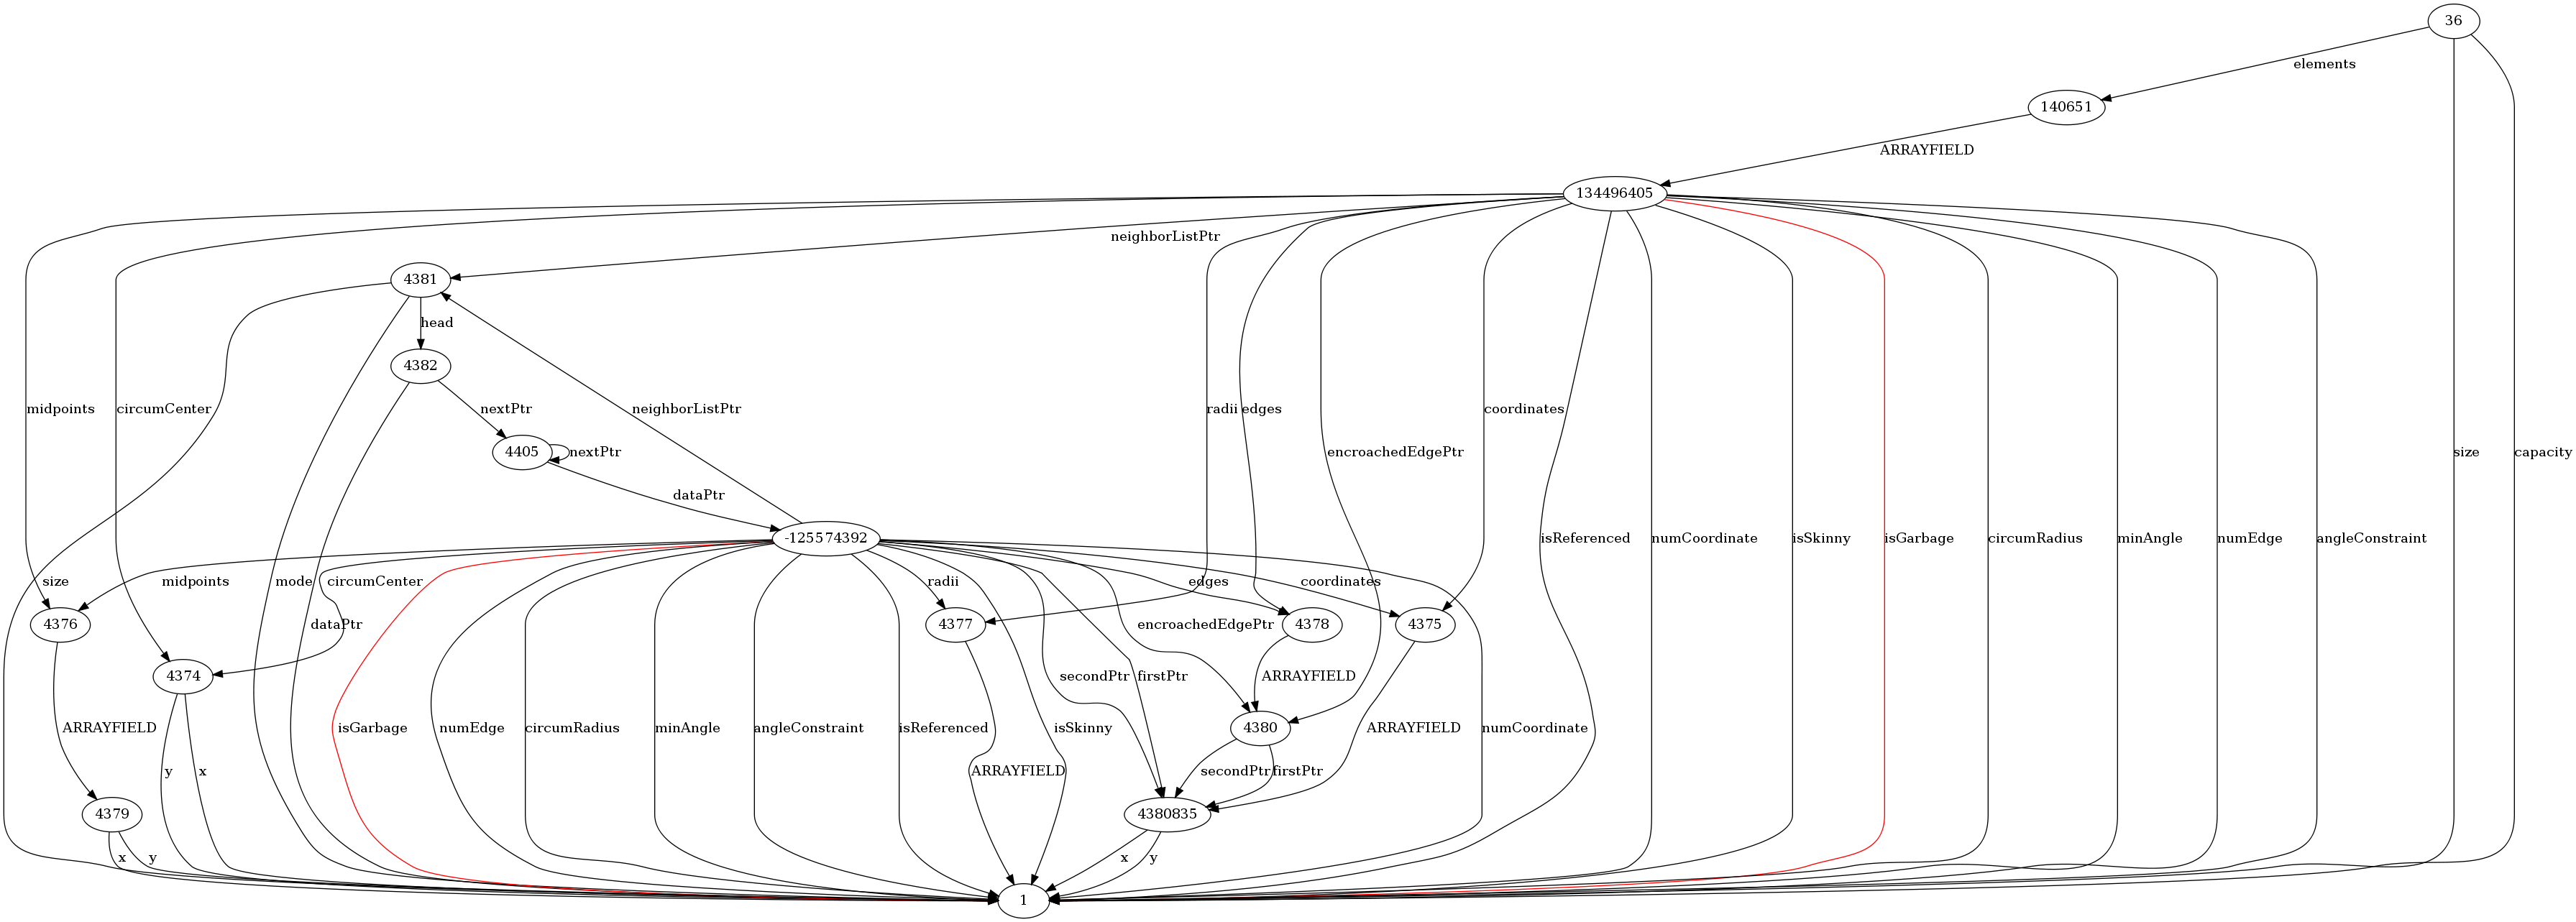 36
elements
140651
ARRAYFIELD
134496405
neighborListPtr
4381
head
4382
midpoints
circumCenter
nextPtr
neighborListPtr
radii
edges
coordinates
4405
nextPtr
encroachedEdgePtr
size
capacity
dataPtr
-125574392
isReferenced
numCoordinate
isSkinny
isGarbage
circumRadius
minAngle
numEdge
angleConstraint
size
mode
midpoints
circumCenter
radii
edges
coordinates
4376
dataPtr
4377
encroachedEdgePtr
4378
4375
4374
secondPtr
firstPtr
ARRAYFIELD
ARRAYFIELD
isGarbage
numEdge
circumRadius
minAngle
angleConstraint
isReferenced
isSkinny
4380
ARRAYFIELD
numCoordinate
y
x
ARRAYFIELD
secondPtr
firstPtr
4379
4380835
x
y
x
y
1